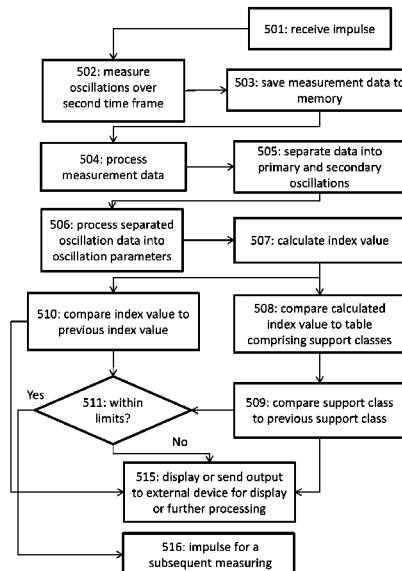 501: receive impulse
502: measure
oscillations over
second time frame
503: save measurement data to
memory
504: process
measurement data
505: separate data into
primary and secondary
oscillations
506: process separated
oscillation data into
oscillation parameters
507: calculate index value
510: compare index value to
previous index value
508: compare calculated
index value to table
comprising support classes
Yes
511: within
limits?
509: compare support class
to previous support class
No
515: display or send output
to external device for display
or further processing
516: impulse for a
subsequent measuring